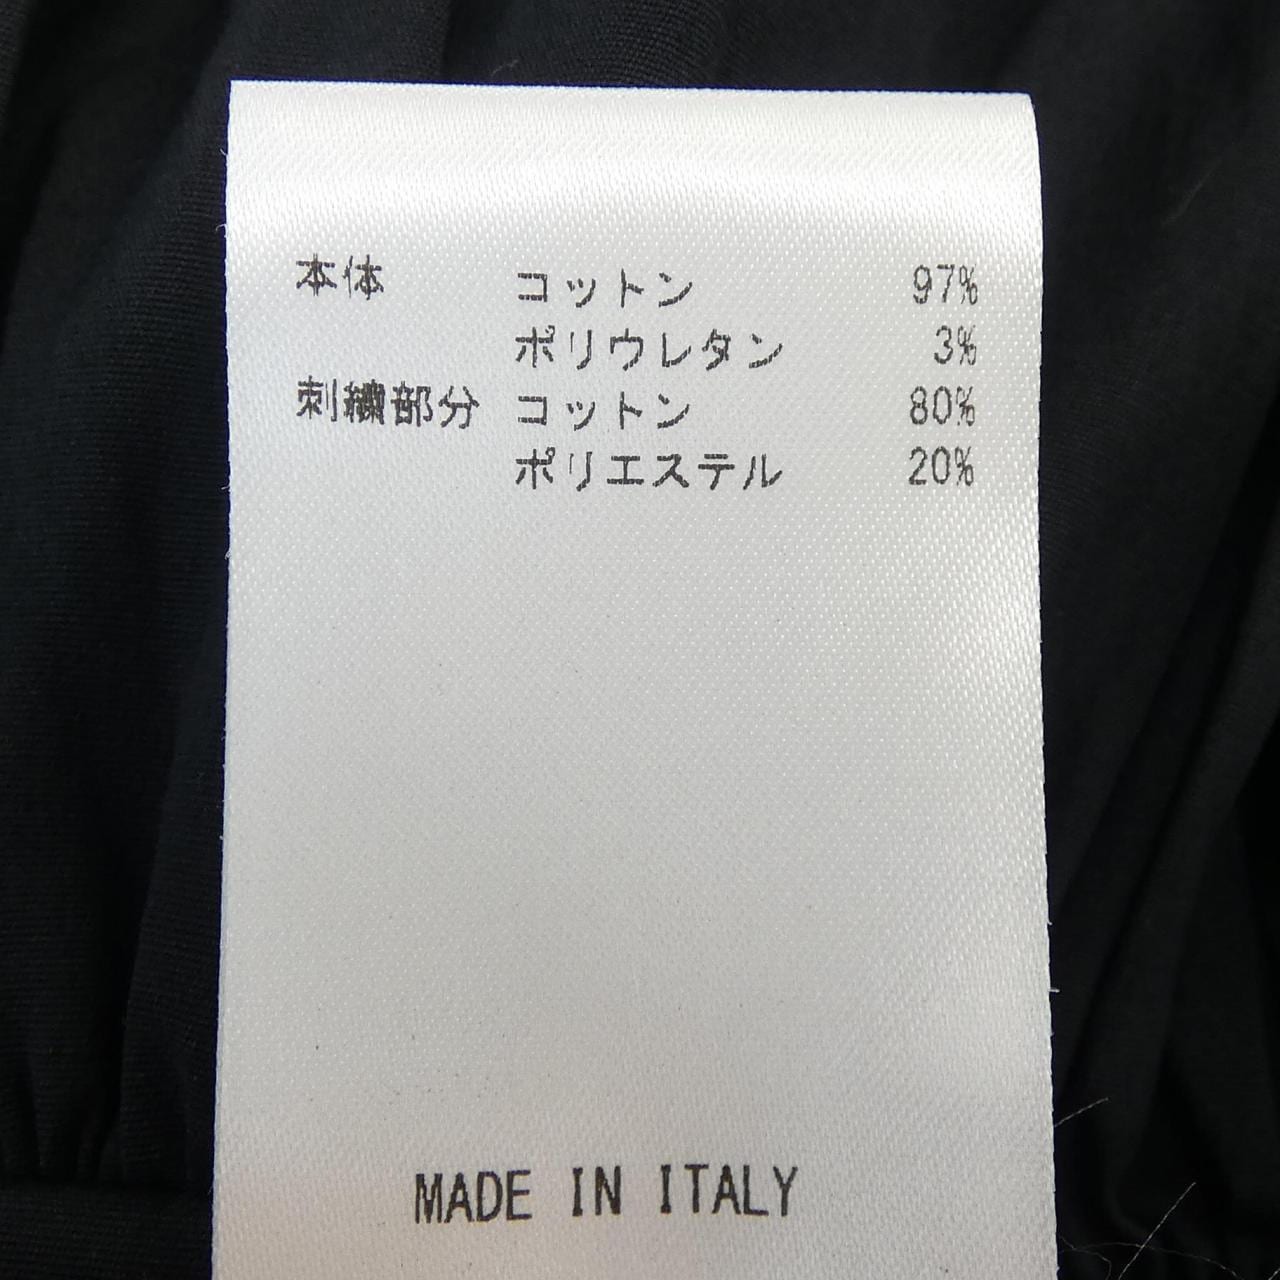 本体 コットン 97%
ポリウレタン 3%
刺繍部分 コットン 80%
ポリエステル 20%
MADE IN ITALY